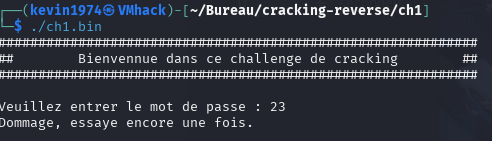 ┌──(kevin1974㉿VMhack)-[~/Bureau/cracking-reverse/ch1]
└─$ ./ch1.bin
############################################################
##        Bienvennue dans ce challenge de cracking        ##
############################################################
Veuillez entrer le mot de passe : 23
Dommage, essaye encore une fois.